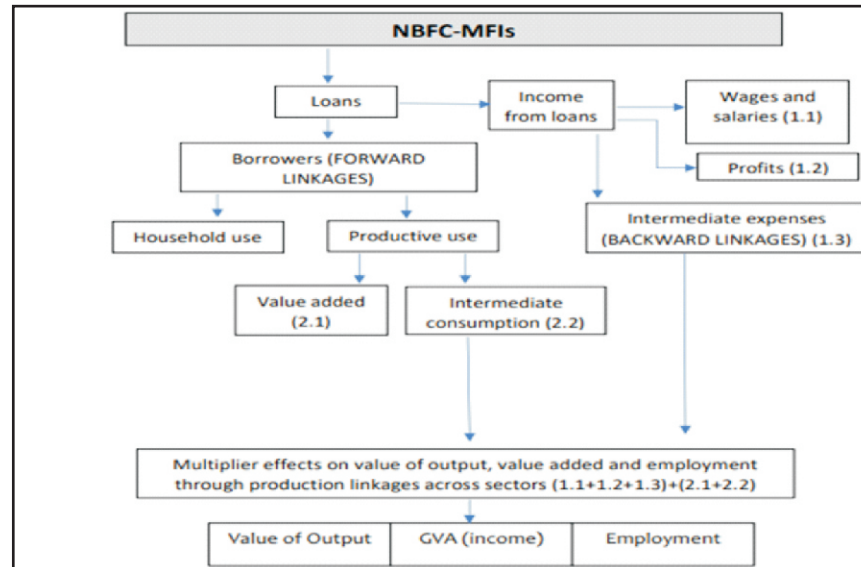 NBFC-MFIs
Loans
Income
from loans
Wages and
salaries (1.1)
Profits (1.2)
Borrowers (FORWARD
LINKAGES)
Household use
Productive use
Intermediate expenses
(BACKWARD LINKAGES) (1.3)
Value added
(2.1)
Intermediate
consumption (2.2)
Multiplier effects on value of output, value added and employment
through production linkages across sectors (1.1+1.2+1.3)+(2.1+2.2)
Value of Output
GVA (income)
Employment